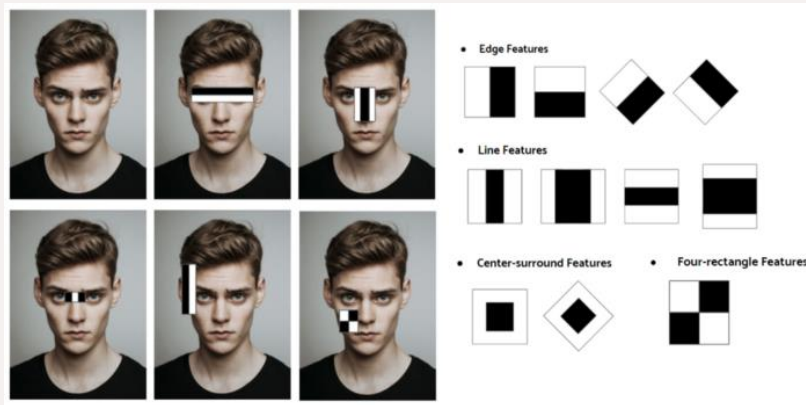 Edge Features
Line Features
Center-surround Features
Four-rectangle Features